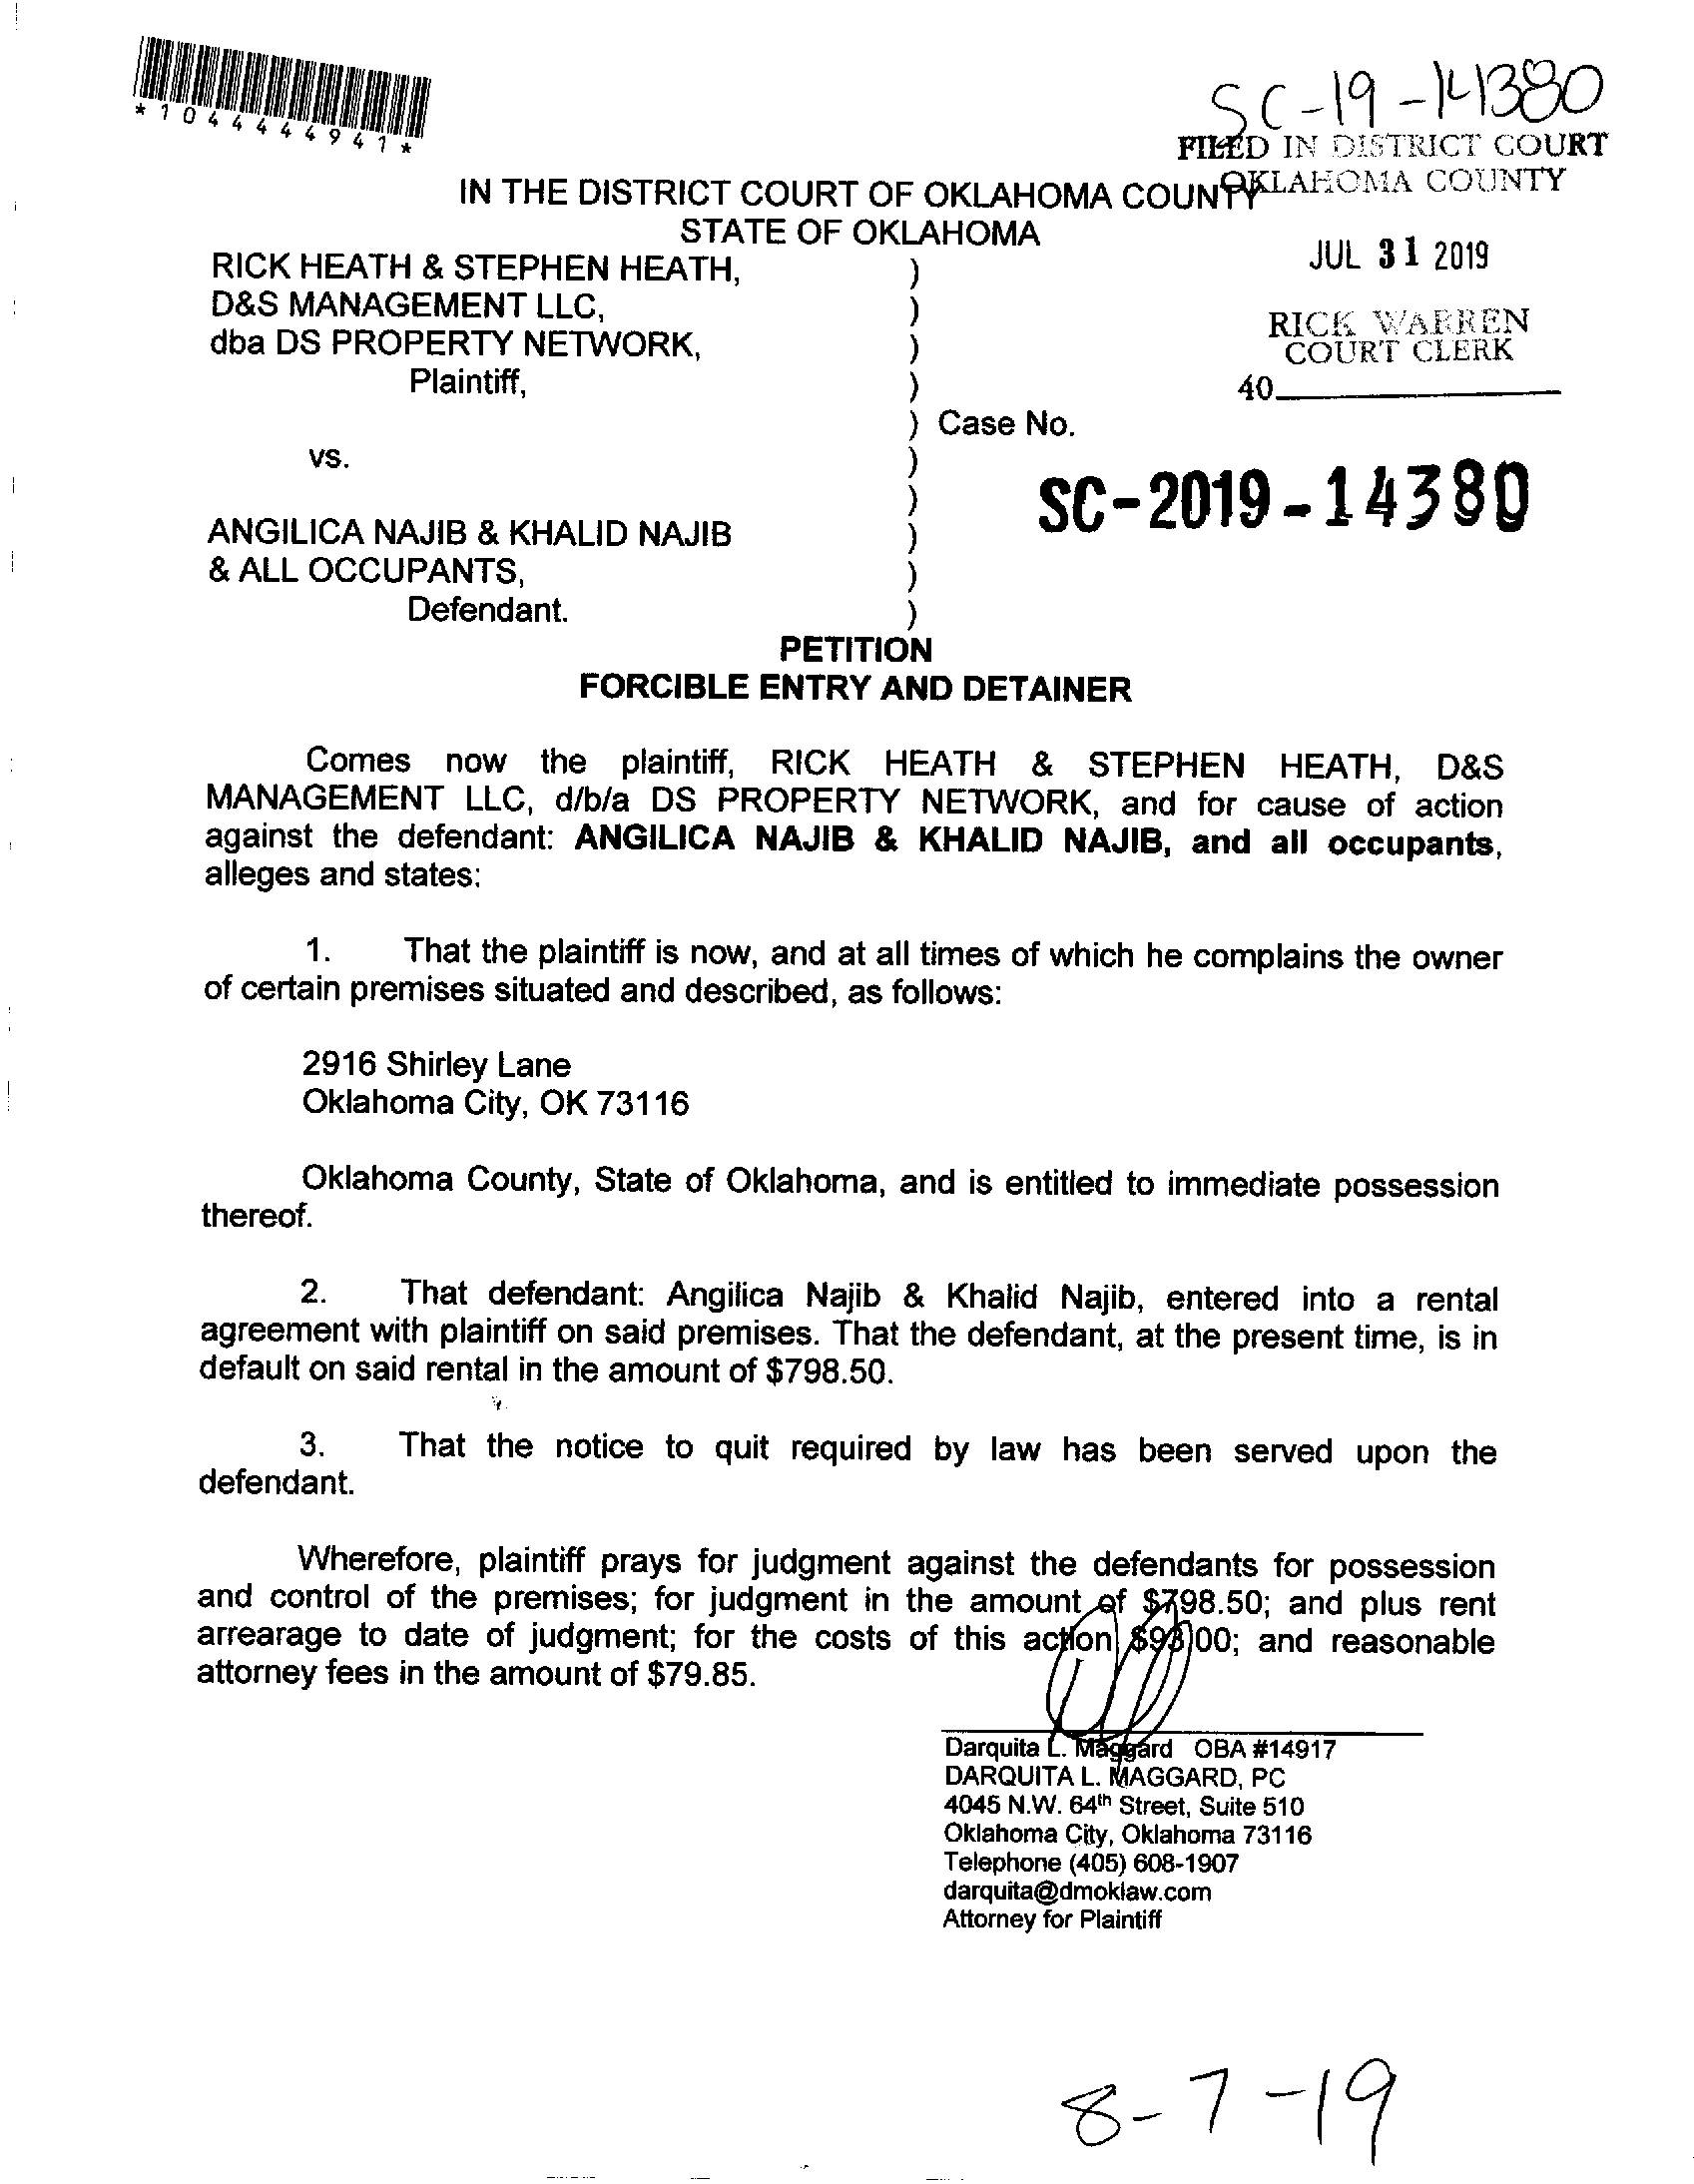 SC-19-14380
*1044444941*
FILED IN DISTRICT COURT
OKLAHOMA COUNTY
IN THE DISTRICT COURT OF OKLAHOMA COUNTY
STATE OF OKLAHOMA
JUL 31 2019
RICK HEATH & STEPHEN HEATH, )
D&S MANAGEMENT LLC, )
RICK WARREN
COURT CLERK
dba DS PROPERTY NETWORK, )
Plaintiff, )
40
) Case No.
vs. )
) SC-2019-14380
ANGILICA NAJIB & KHALID NAJIB )
& ALL OCCUPANTS, )
Defendant. )
PETITION
FORCIBLE ENTRY AND DETAINER
Comes now the plaintiff, RICK HEATH & STEPHEN HEATH, D&S
MANAGEMENT LLC, d/b/a DS PROPERTY NETWORK, and for cause of action
against the defendant: ANGILICA NAJIB & KHALID NAJIB, and all occupants,
alleges and states:
1. That the plaintiff is now, and at all times of which he complains the owner
of certain premises situated and described, as follows:
2916 Shirley Lane
Oklahoma City, OK 73116
Oklahoma County, State of Oklahoma, and is entitled to immediate possession
thereof.
2. That defendant: Angilica Najib & Khalid Najib, entered into a rental
agreement with plaintiff on said premises. That the defendant, at the present time, is in
default on said rental in the amount of $798.50.
3. That the notice to quit required by law has been served upon the
defendant.
Wherefore, plaintiff prays for judgment against the defendants for possession
and control of the premises; for judgment in the amount of $798.50; and plus rent
arrearage to date of judgment; for the costs of this action $93.00; and reasonable
attorney fees in the amount of $79.85.
Darquita L. Maggard OBA #14917
DARQUITA L. MAGGARD, PC
4045 N.W. 64th Street, Suite 510
Oklahoma City, Oklahoma 73116
Telephone (405) 608-1907
darquita@dmoklaw.com
Attorney for Plaintiff
8-7-19